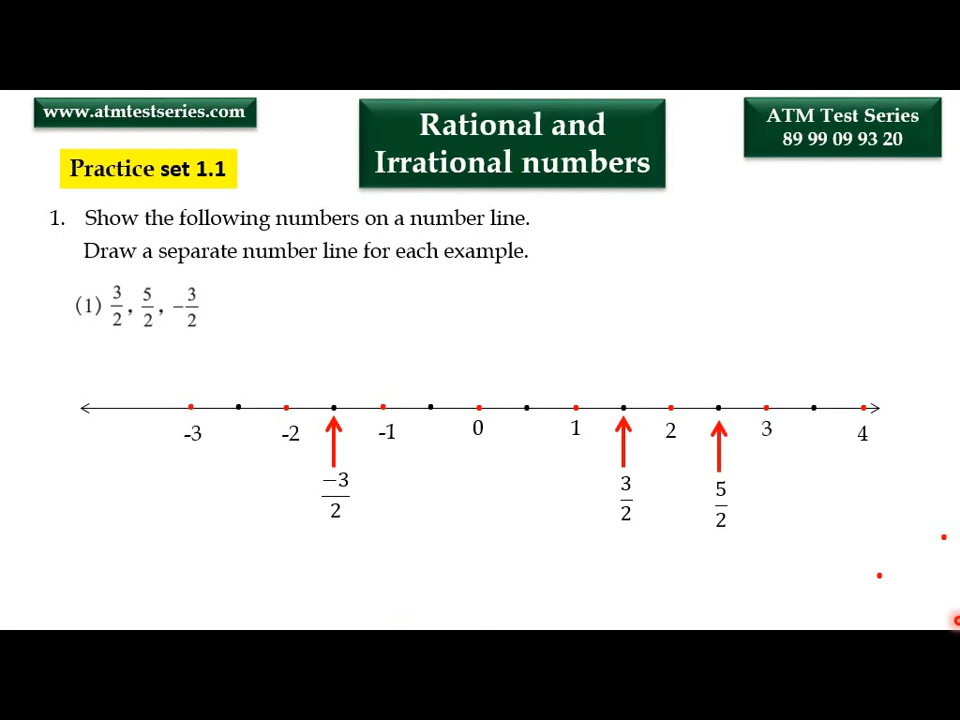 www.atmtestseries.com
Rational and
Irrational numbers
ATM Test Series
89 99 09 93 20
Practice set 1.1
1. Show the following numbers on a number line.
Draw a separate number line for each example.
(1) 3/2, 5/2, −3/2
-3 -2 -1 0 1 2 3 4
−3/2 3/2 5/2